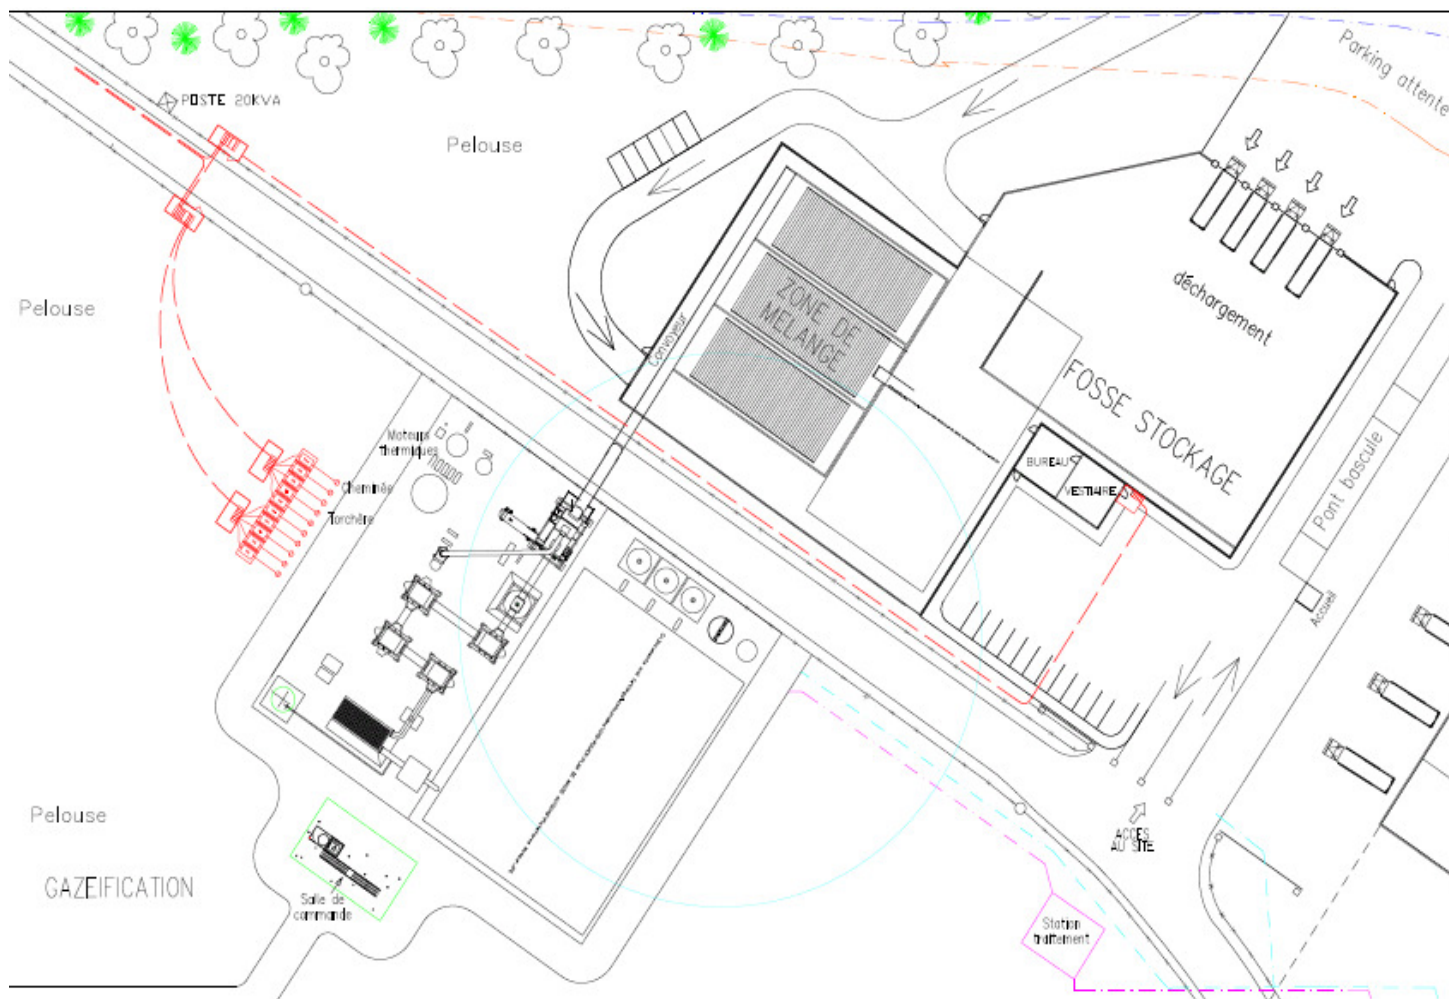 Parking attente
POSTE 20KVA
Pelouse
déchargement
Pelouse
ZONE DE
MELANGE
Convoyeur
FOSSE STOCKAGE
Moteurs
thermiques
Cheminée
Torchère
BUREAU
VESTIAIRE
Pont bascule
Accueil
ACCES
AU SITE
Pelouse
GAZEIFICATION
Salle de
commande
Station
traitement